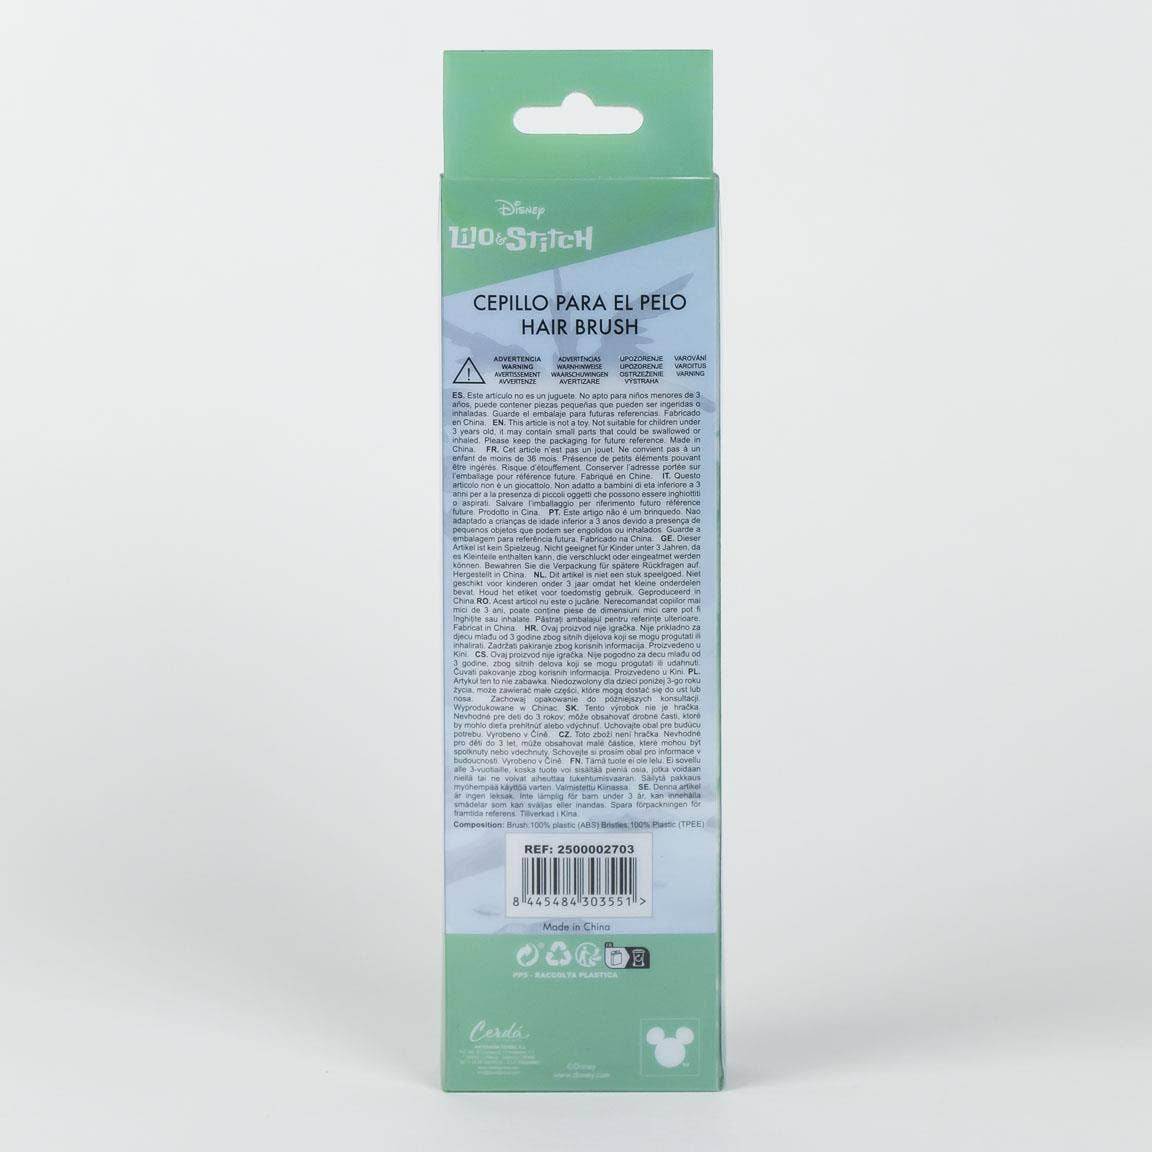 Disney
Lilo & Stitch
CEPILLO PARA EL PELO
HAIR BRUSH
ADVERTENCIA ADVERTÊNCIAS UPOZORENJE VAROVÁNÍ
WARNING WARNHINWEISE UPOZORENJE VAROITUS
AVERTISSEMENT WAARSCHUWINGEN OSTRZEŻENIE VARNING
AVVERTENZE AVERTIZARE VÝSTRAHA
ES. Este artículo no es un juguete. No apto para niños menores de 3
años, puede contener piezas pequeñas que pueden ser ingeridas o
inhaladas. Guarde el embalaje para futuras referencias. Fabricado
en China. EN. This article is not a toy. Not suitable for children under
3 years old, it may contain small parts that could be swallowed or
inhaled. Please keep the packaging for future reference. Made in
China. FR. Cet article n'est pas un jouet. Ne convient pas à un
enfant de moins de 36 mois. Présence de petits éléments pouvant
être ingérés. Risque d'étouffement. Conserver l'adresse portée sur
l'emballage pour référence future. Fabriqué en Chine. IT. Questo
articolo non è un giocattolo. Non adatto a bambini di eta inferiore a 3
anni per a la presenza di piccoli oggetti che possono essere inghiottiti
o aspirati. Salvare l'imballaggio per riferimento futuro référence
future. Prodotto in Cina. PT. Este artigo não é um brinquedo. Nao
adaptado a crianças de idade inferior a 3 anos devido a presença de
pequenos objetos que podem ser engolidos ou inhalados. Guarde a
embalagem para referência futura. Fabricado na China. GE. Dieser
Artikel ist kein Spielzeug. Nicht geeignet für Kinder unter 3 Jahren, da
es Kleinteile enthalten kann, die verschluckt oder eingeatmet werden
können. Bewahren Sie die Verpackung für spätere Rückfragen auf.
Hergestellt in China. NL. Dit artikel is niet een stuk speelgoed. Niet
geschikt voor kinderen onder 3 jaar omdat het kleine onderdelen
bevat. Houd het etiket voor toedomstig gebruik. Geproduceerd in
China RO. Acest articol nu este o jucărie. Nerecomandat copiilor mai
mici de 3 ani, poate conține piese de dimensiuni mici care pot fi
înghițite sau inhalate. Păstrați ambalajul pentru referințe ulterioare.
Fabricat in China. HR. Ovaj proizvod nije igračka. Nije prikladno za
djecu mlađu od 3 godine zbog sitnih dijelova koji se mogu progutati ili
inhalirati. Zadržati pakiranje zbog korisnih informacija. Proizvedeno u
Kini. CS. Ovaj proizvod nije igračka. Nije pogodno za decu mlađu od
3 godine, zbog sitnih delova koji se mogu progutati ili udahnuti.
Čuvati pakovanje zbog korisnih informacija. Proizvedeno u Kini. PL.
Artykuł ten to nie zabawka. Niedozwolony dla dzieci poniżej 3-go roku
życia, może zawierać małe części, które mogą dostać się do ust lub
nosa. Zachowaj opakowanie do późniejszych konsultacji.
Wyprodukowane w Chinac. SK. Tento výrobok nie je hračka.
Nevhodné pre deti do 3 rokov; môže obsahovať drobné časti, ktoré
by mohlo dieťa prehltnúť alebo vdýchnuť. Uchovajte obal pre budúcu
potrebu. Vyrobeno v Číně. CZ. Toto zboží není hračka. Nevhodné
pro děti do 3 let, může obsahovat malé částice, které mohou být
spolknuty nebo vdechnuty. Schovejte si prosím obal pro informace v
budoucnosti. Vyrobeno v Číně. FN. Tämä tuote ei ole lelu. Ei sovellu
alle 3-vuotiaille, koska tuote voi sisältää pieniä osia, jotka voidaan
niellä tai ne voivat aiheuttaa tukehtumisvaaran. Säilytä pakkaus
myöhempää käyttöä varten. Valmistettu Kiinassa. SE. Denna artikel
är ingen leksak. Inte lämplig för barn under 3 år, kan innehålla
smådelar som kan sväljas eller inandas. Spara förpackningen för
framtida referens. Tillverkad i Kina.
Composition: Brush:100% plastic (ABS) Bristles:100% Plastic (TPEE)
REF: 2500002703
8 445484 303551 >
Made in China
PP5 - RACCOLTA PLASTICA
Cerdá
©Disney
www.disney.com